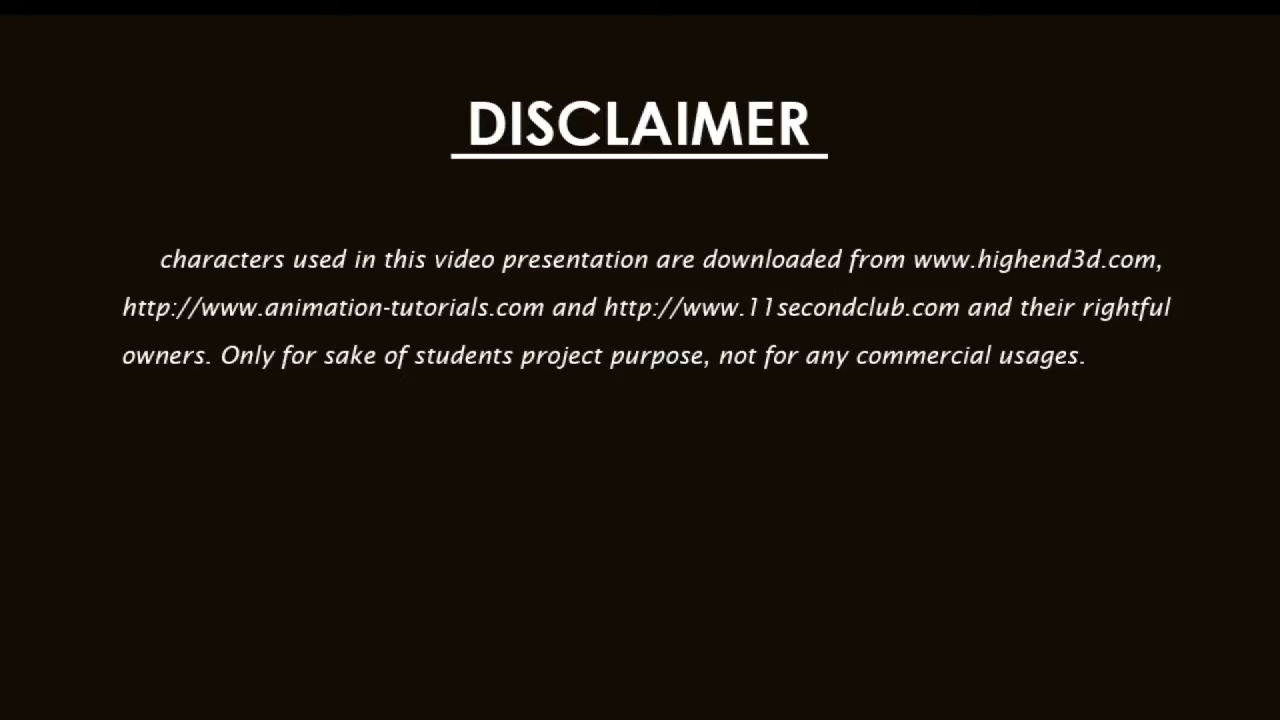 DISCLAIMER
characters used in this video presentation are downloaded from www.highend3d.com,
http://www.animation-tutorials.com and http://www.11secondclub.com and their rightful
owners. Only for sake of students project purpose, not for any commercial usages.